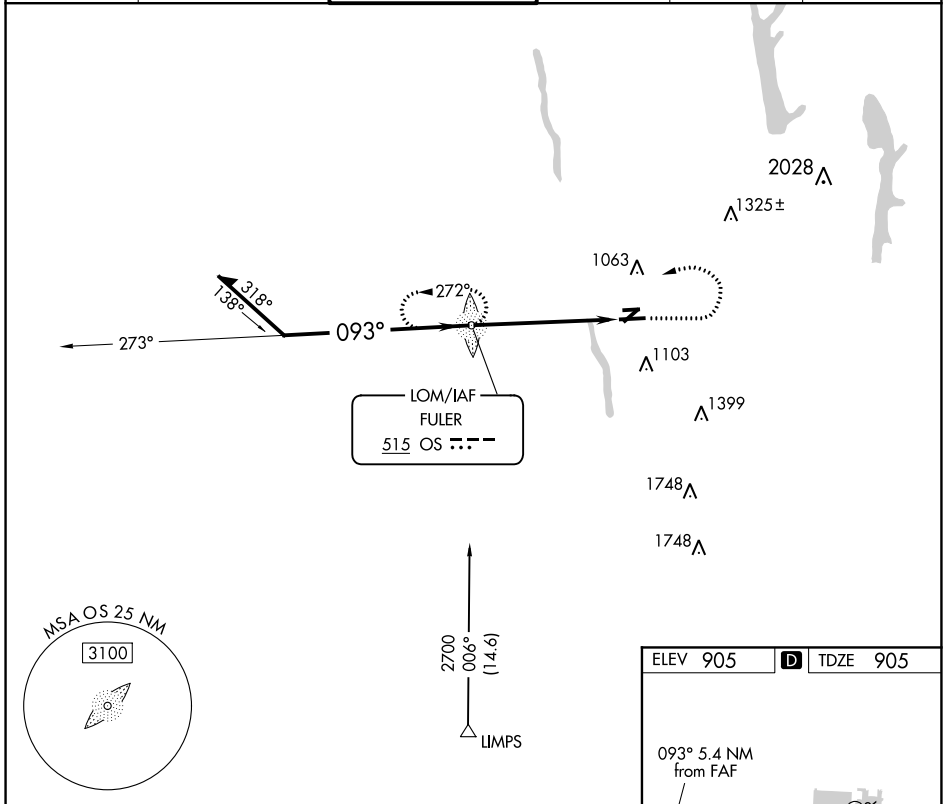 2028
1325±
1063
272°
318°
138°
093°
273°
1103
LOM/IAF
FULER
515 OS
1399
1748
1748
MSA OS 25 NM
3100
2700
006°
(14.6)
LIMPS
ELEV 905 D TDZE 905
093° 5.4 NM
from FAF